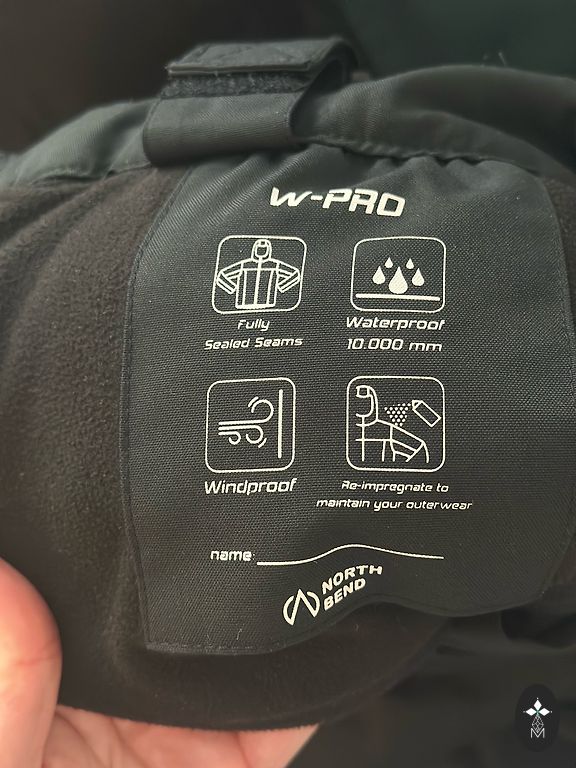 W-PRO
Fully
Sealed Seams
Waterproof
10.000 mm
Windproof
Re-impregnate to
maintain your outerwear
name:
NORTH
BEND
M